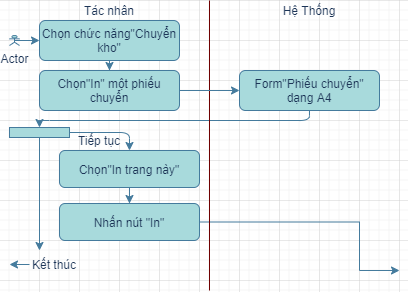 Tác nhân
Hệ Thống
Chọn chức năng"Chuyển
kho"
Actor
Chọn"In" một phiếu
chuyển
Form"Phiếu chuyển"
dạng A4
Tiếp tục
Chọn"In trang này"
Nhấn nút "In"
Kết thúc